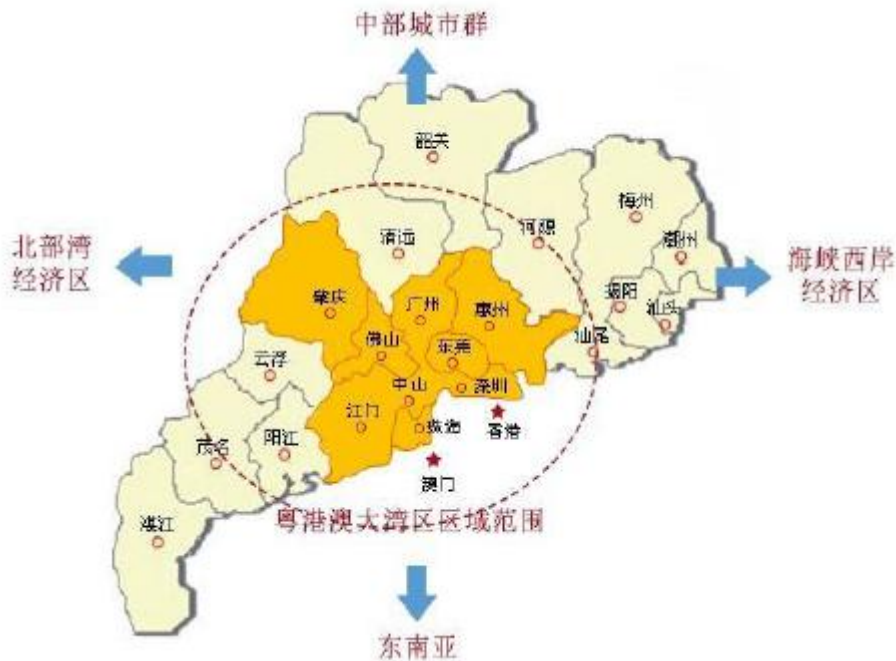 中部城市群
韶关
梅州
河源
清远
潮州
北部湾
经济区
海峡西岸
经济区
揭阳
汕头
肇庆
广州
惠州
佛山
东莞
汕尾
云浮
中山
深圳
江门
珠海
香港
茂名
阳江
澳门
粤港澳大湾区区域范围
湛江
东南亚